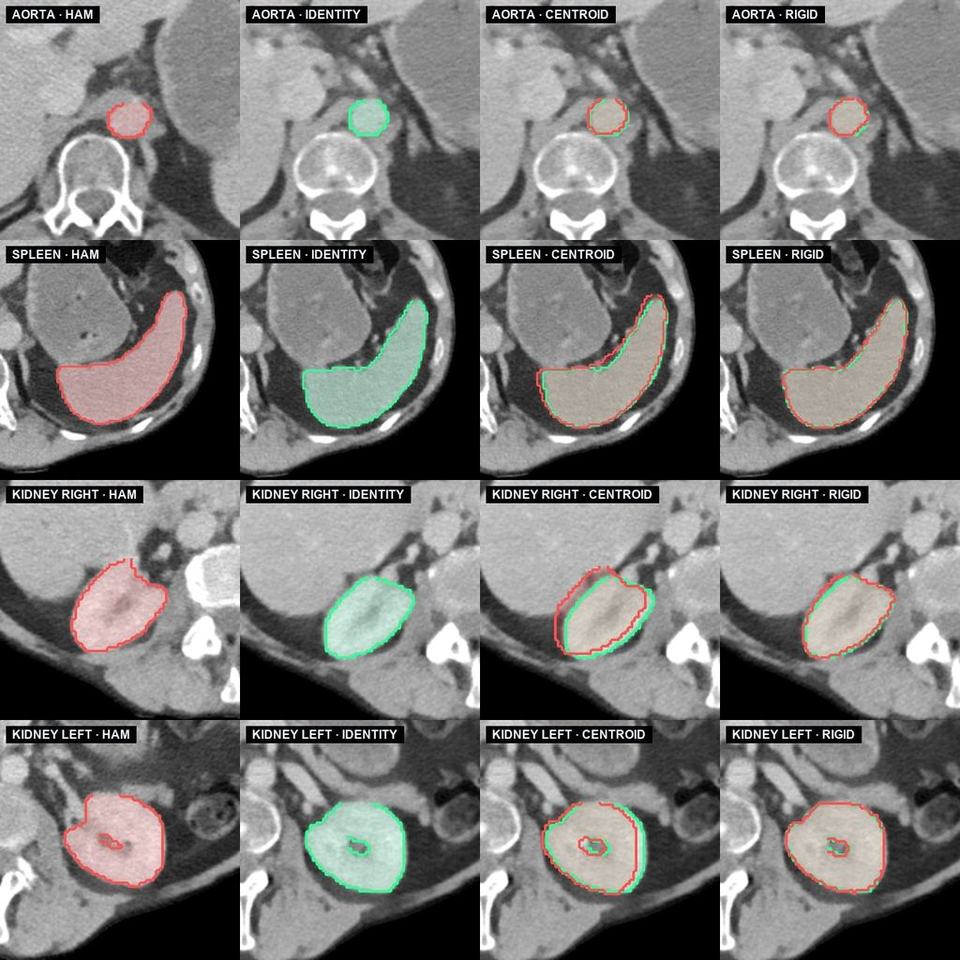 AORTA · HAM
AORTA · IDENTITY
AORTA · CENTROID
AORTA · RIGID
SPLEEN · HAM
SPLEEN · IDENTITY
SPLEEN · CENTROID
SPLEEN · RIGID
KIDNEY RIGHT · HAM
KIDNEY RIGHT · IDENTITY
KIDNEY RIGHT · CENTROID
KIDNEY RIGHT · RIGID
KIDNEY LEFT · HAM
KIDNEY LEFT · IDENTITY
KIDNEY LEFT · CENTROID
KIDNEY LEFT · RIGID